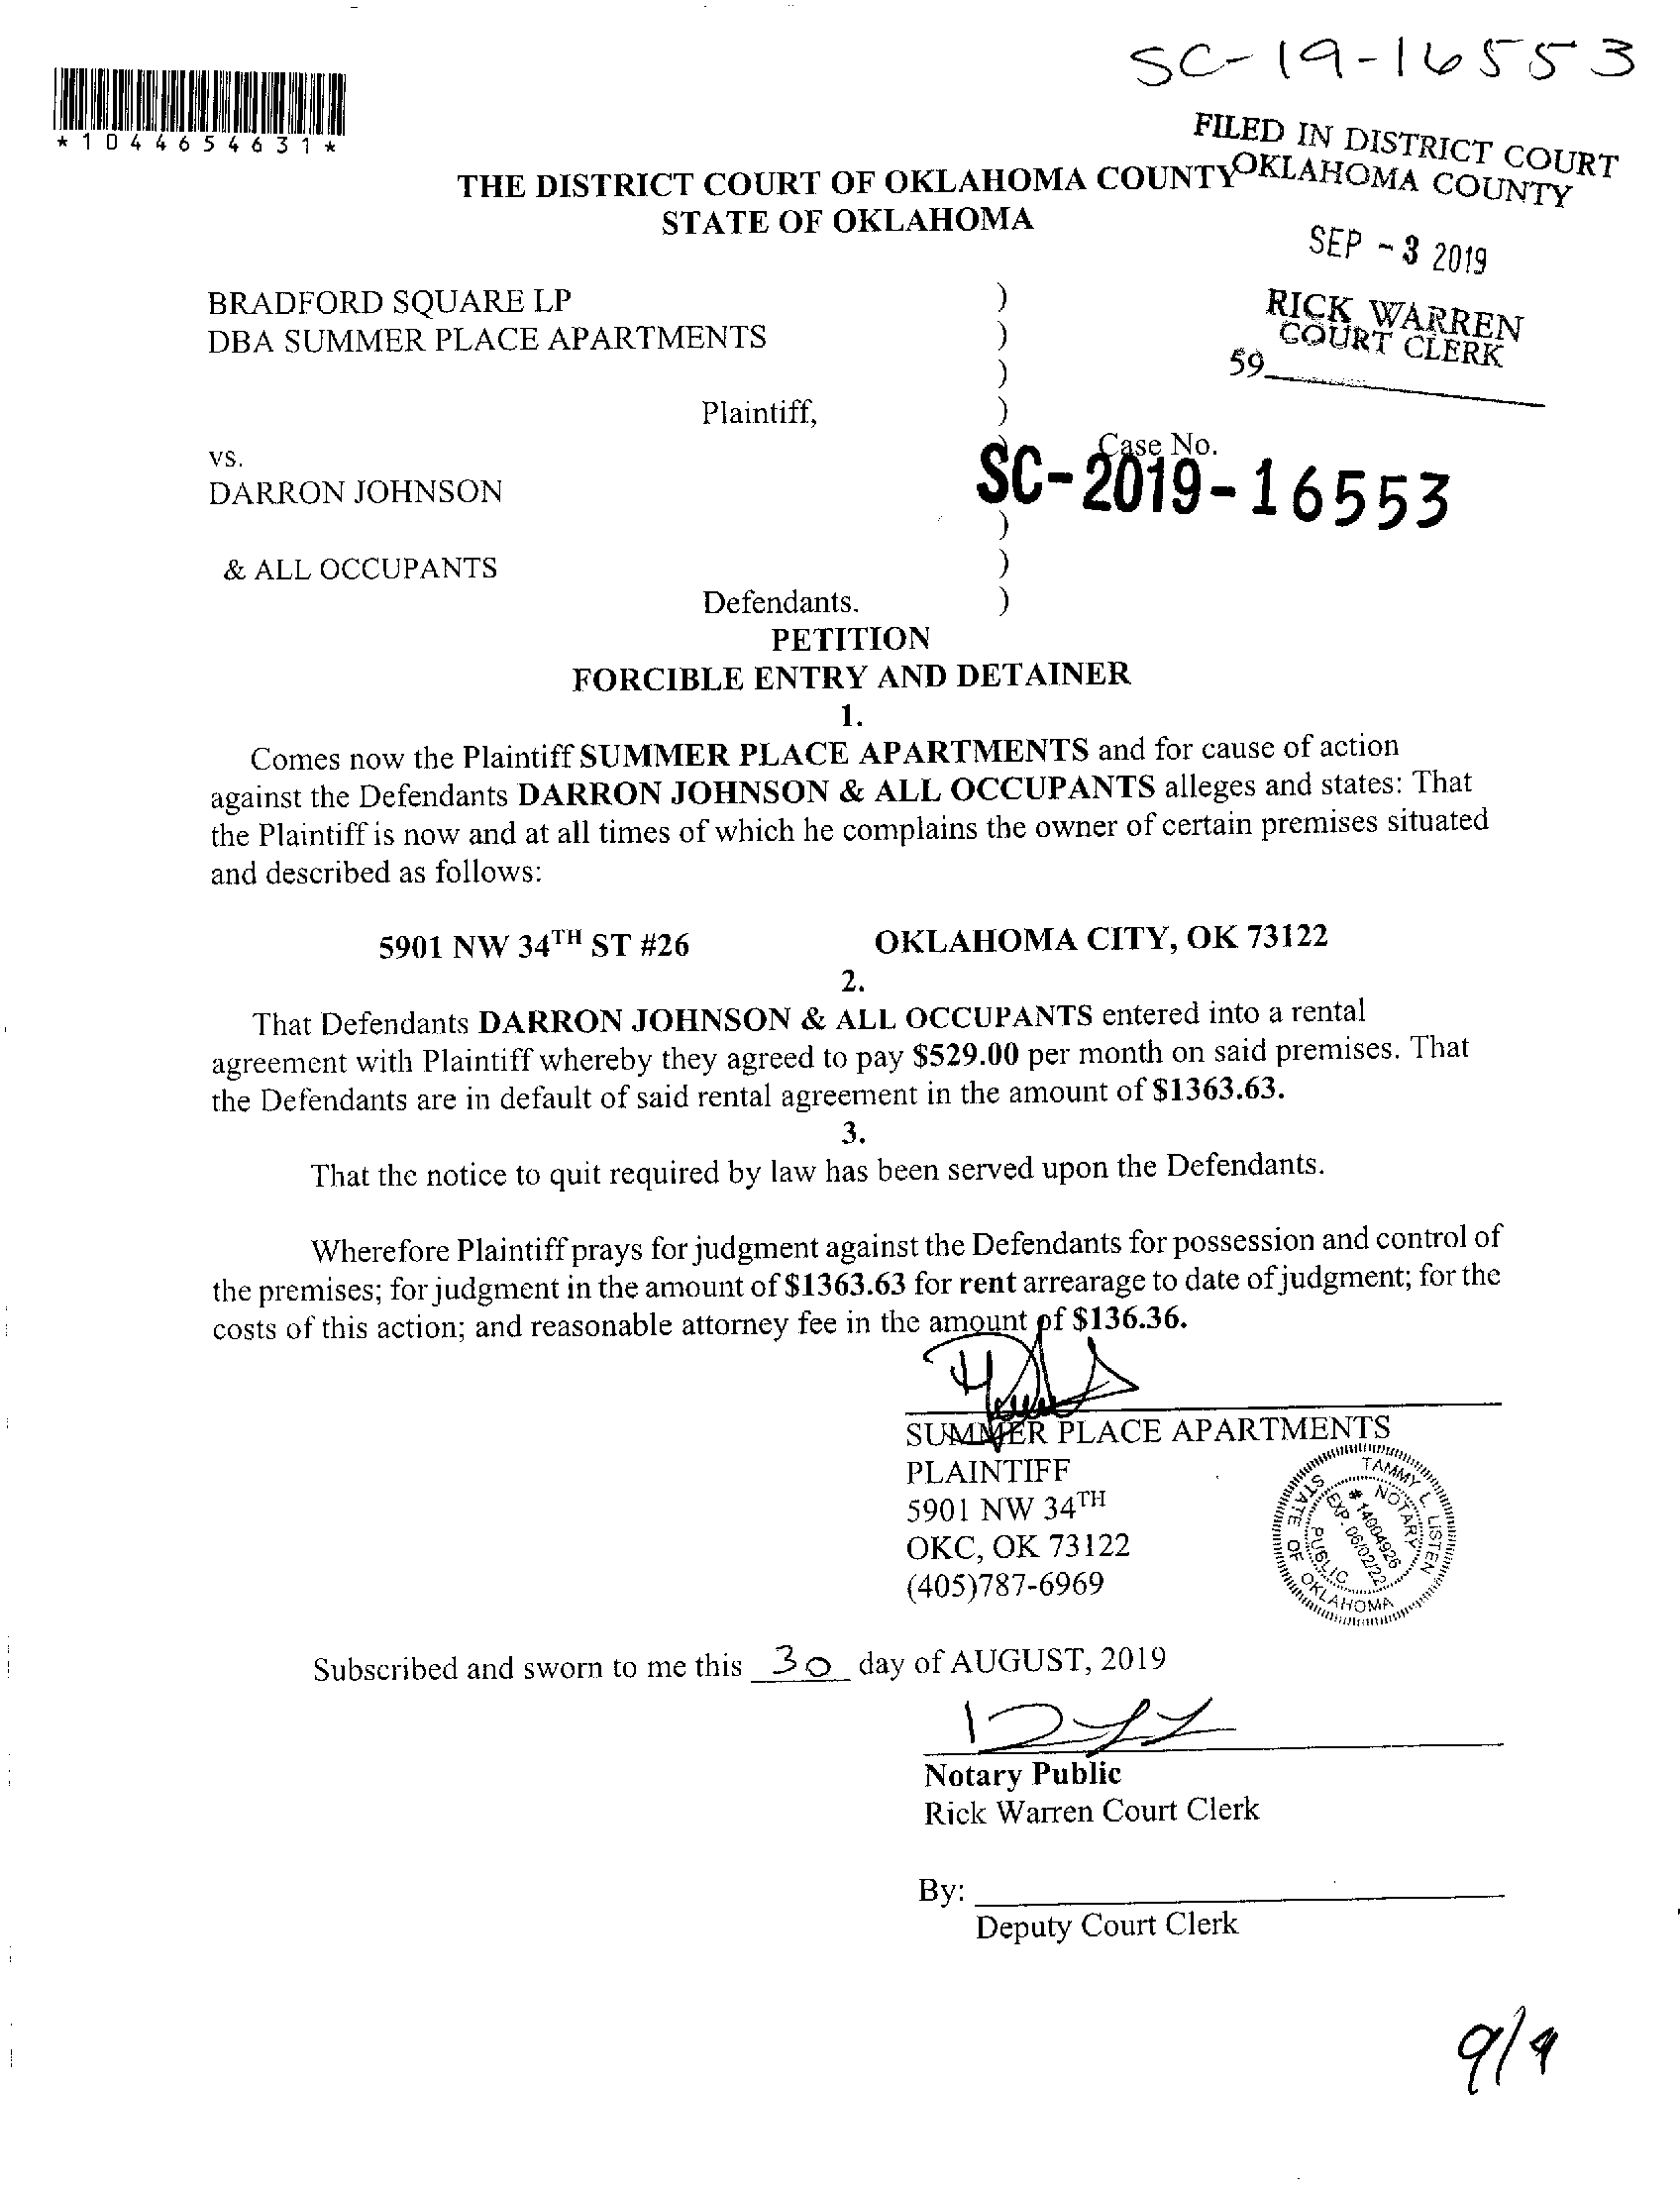 SC-19-16553
*1044654631*
FILED IN DISTRICT COURT
OKLAHOMA COUNTY
THE DISTRICT COURT OF OKLAHOMA COUNTY
STATE OF OKLAHOMA
SEP - 3 2019
RICK WARREN
COURT CLERK
59
BRADFORD SQUARE LP )
DBA SUMMER PLACE APARTMENTS )
)
Plaintiff, )
vs. Case No.
DARRON JOHNSON SC-2019-16553
)
& ALL OCCUPANTS )
Defendants. )
PETITION
FORCIBLE ENTRY AND DETAINER
1.
Comes now the Plaintiff SUMMER PLACE APARTMENTS and for cause of action
against the Defendants DARRON JOHNSON & ALL OCCUPANTS alleges and states: That
the Plaintiff is now and at all times of which he complains the owner of certain premises situated
and described as follows:
5901 NW 34TH ST #26 OKLAHOMA CITY, OK 73122
2.
That Defendants DARRON JOHNSON & ALL OCCUPANTS entered into a rental
agreement with Plaintiff whereby they agreed to pay $529.00 per month on said premises. That
the Defendants are in default of said rental agreement in the amount of $1363.63.
3.
That the notice to quit required by law has been served upon the Defendants.
Wherefore Plaintiff prays for judgment against the Defendants for possession and control of
the premises; for judgment in the amount of $1363.63 for rent arrearage to date of judgment; for the
costs of this action; and reasonable attorney fee in the amount of $136.36.
SUMMER PLACE APARTMENTS
PLAINTIFF
5901 NW 34TH
OKC, OK 73122
(405)787-6969
TAMMY L. LISTEN
NOTARY
# 14904926
EXP. 06/02/22
PUBLIC
STATE OF OKLAHOMA
Subscribed and sworn to me this 30 day of AUGUST, 2019
Notary Public
Rick Warren Court Clerk
By:
Deputy Court Clerk
9/9